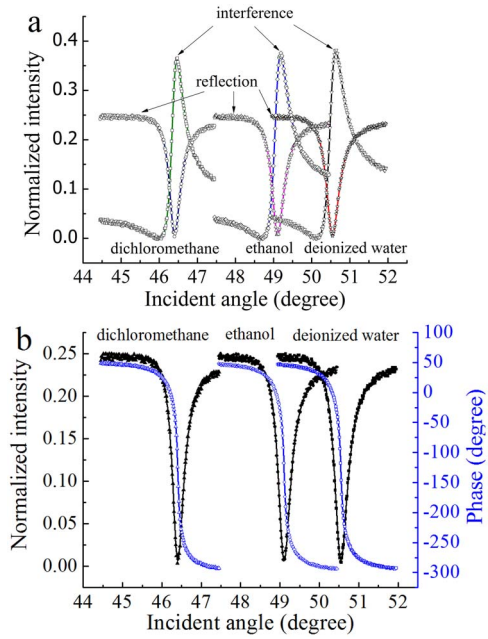 a
interference
reflection
dichloromethane
ethanol
deionized water
Normalized intensity
0.4
0.3
0.2
0.1
0.0
44 45 46 47 48 49 50 51 52
Incident angle (degree)
b
dichloromethane ethanol deionized water
Normalized intensity
0.25
0.20
0.15
0.10
0.05
0.00
100
50
0
-50
-100
-150
-200
-250
-300
Phase (degree)
44 45 46 47 48 49 50 51 52
Incident angle (degree)